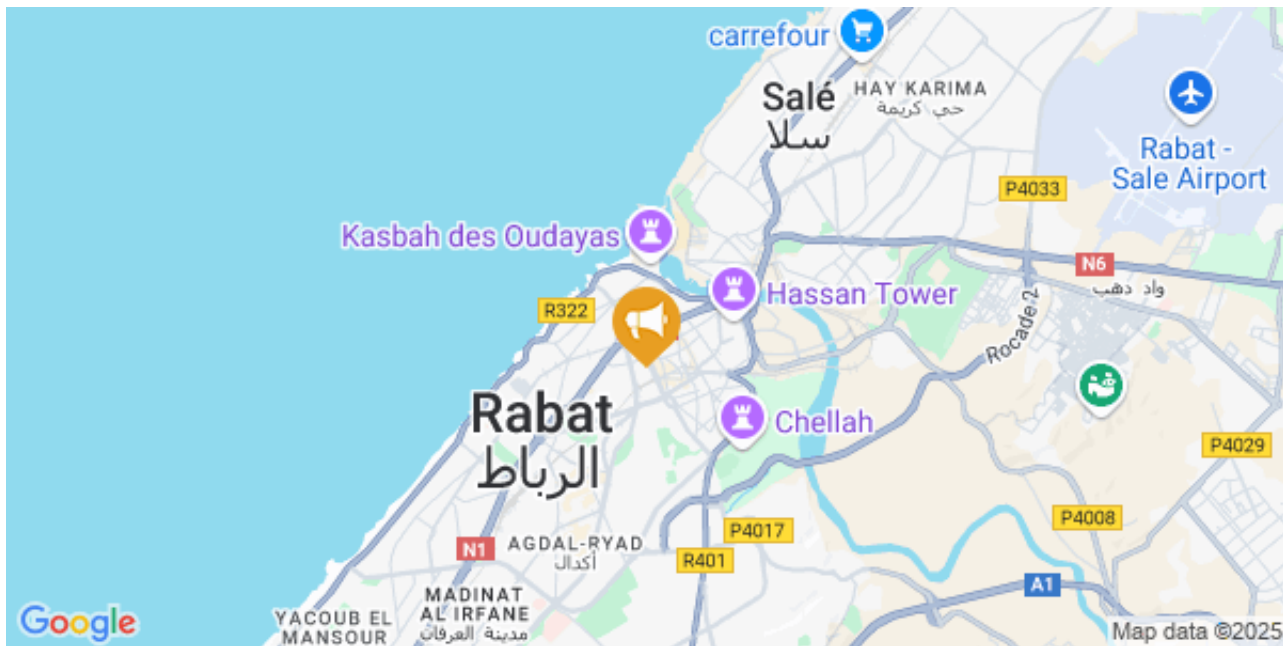 carrefour
Salé
سلا
HAY KARIMA
حي كريمة
Rabat -
Sale Airport
P4033
Kasbah des Oudayas
N6
واد دهب
Hassan Tower
R322
Rocade 2
Rabat
الرباط
Chellah
P4029
P4008
P4017
N1
AGDAL-RYAD
أكدال
R401
A1
MADINAT
AL IRFANE
مدينة العرفان
YACOUB EL
MANSOUR
Google
Map data ©2025